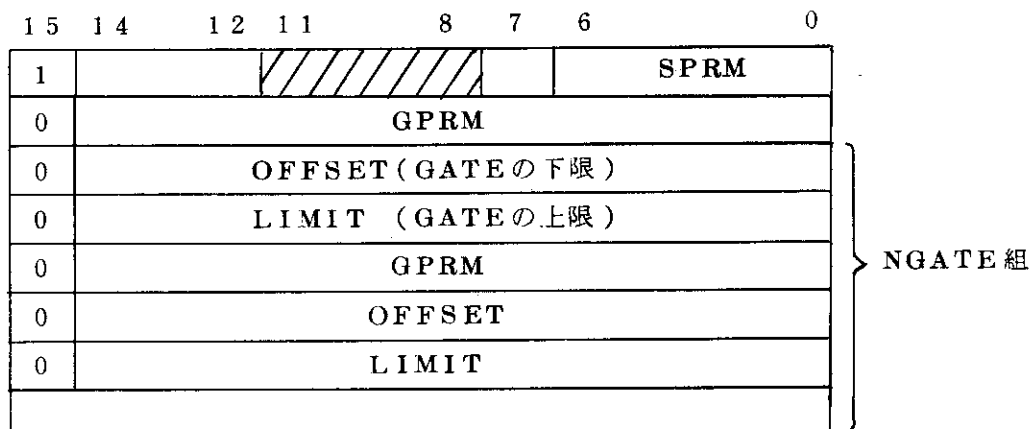 15 14 12 11 8 7 6 0
1 SPRM
0 GPRM
0 OFFSET(GATEの下限)
0 LIMIT (GATEの上限)
0 GPRM
0 OFFSET
0 LIMIT
NGATE組